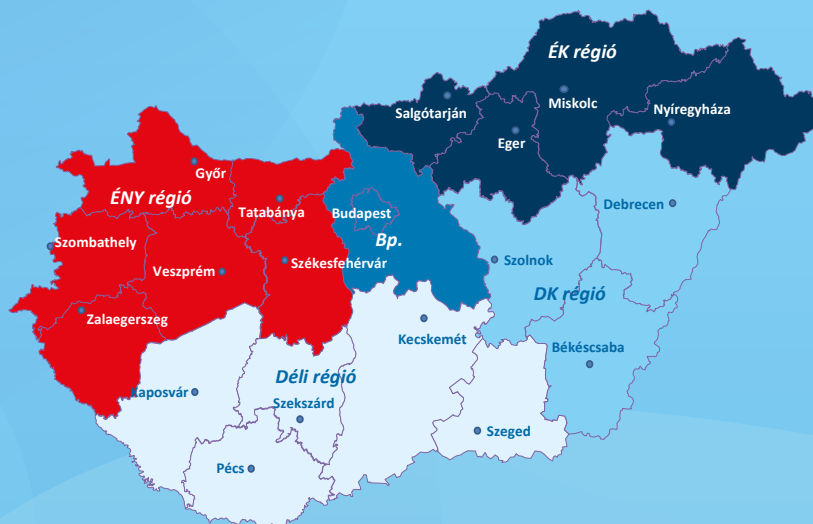 ÉK régió
Salgótarján
Miskolc
Nyíregyháza
Eger
Győr
ÉNY régió
Tatabánya
Budapest
Debrecen
Szombathely
Bp.
Veszprém
Székesfehérvár
Szolnok
DK régió
Zalaegerszeg
Kecskemét
Békéscsaba
Déli régió
Kaposvár
Szekszárd
Szeged
Pécs